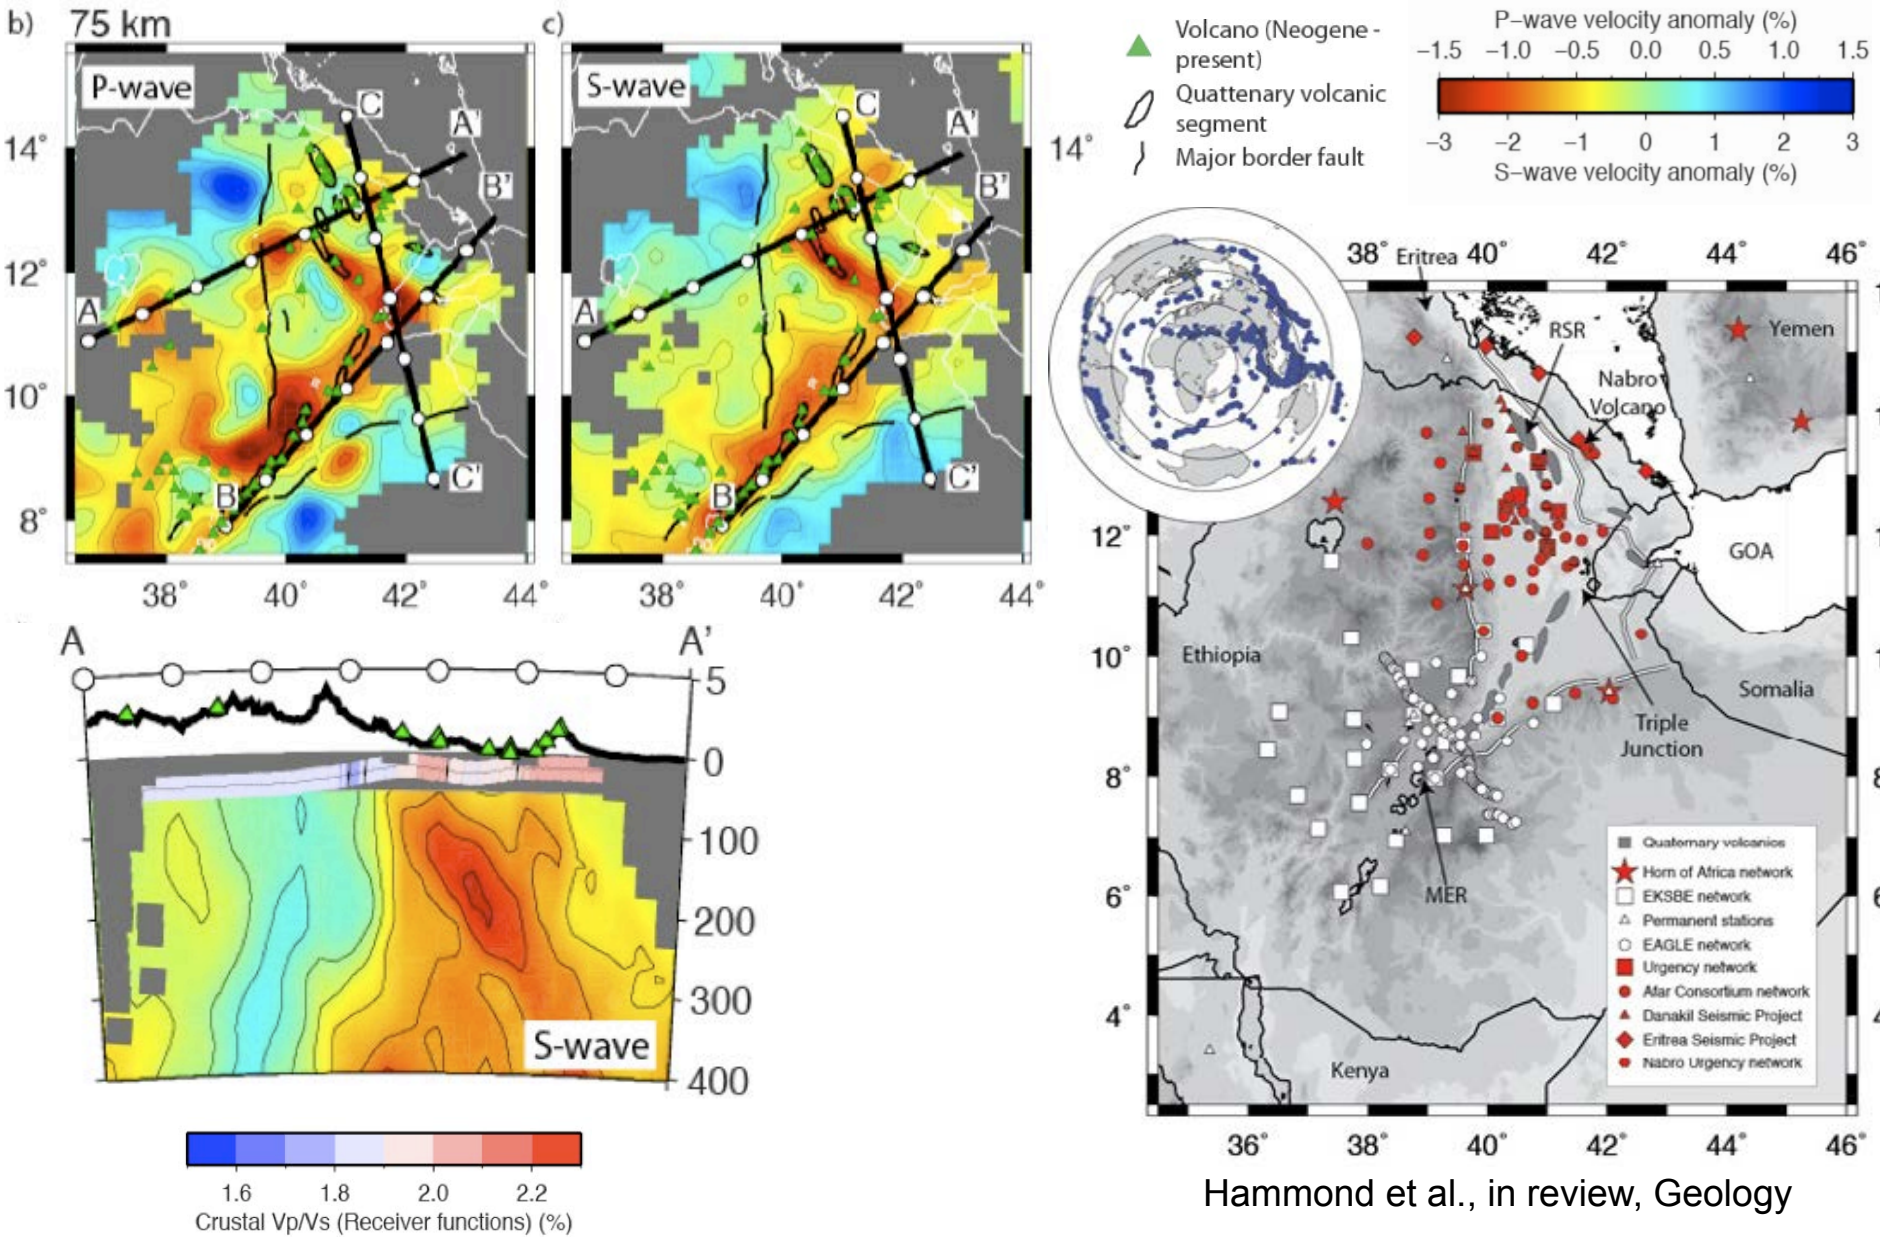 b)
75 km
c)
P-wave
S-wave
C
A'
B'
A
B
C'
C
A'
B'
A
B
C'
14°
12°
10°
8°
38°
40°
42°
44°
38°
40°
42°
44°
Volcano (Neogene -
present)
Quattenary volcanic
segment
Major border fault
P-wave velocity anomaly (%)
-1.5
-1.0
-0.5
0.0
0.5
1.0
1.5
-3
-2
-1
0
1
2
3
S-wave velocity anomaly (%)
14°
38°
40°
42°
44°
46°
Eritrea
RSR
Yemen
Nabro
Volcano
GOA
Ethiopia
Somalia
Triple
Junction
MER
Kenya
12°
10°
8°
6°
4°
36°
38°
40°
42°
44°
46°
Quaternary volcanics
Horn of Africa network
EKSBE network
Permanent stations
EAGLE network
Urgency network
Afar Consortium network
Danakil Seismic Project
Eritrea Seismic Project
Nabro Urgency network
A
A'
5
0
100
200
300
400
S-wave
1.6
1.8
2.0
2.2
Crustal Vp/Vs (Receiver functions) (%)
Hammond et al., in review, Geology